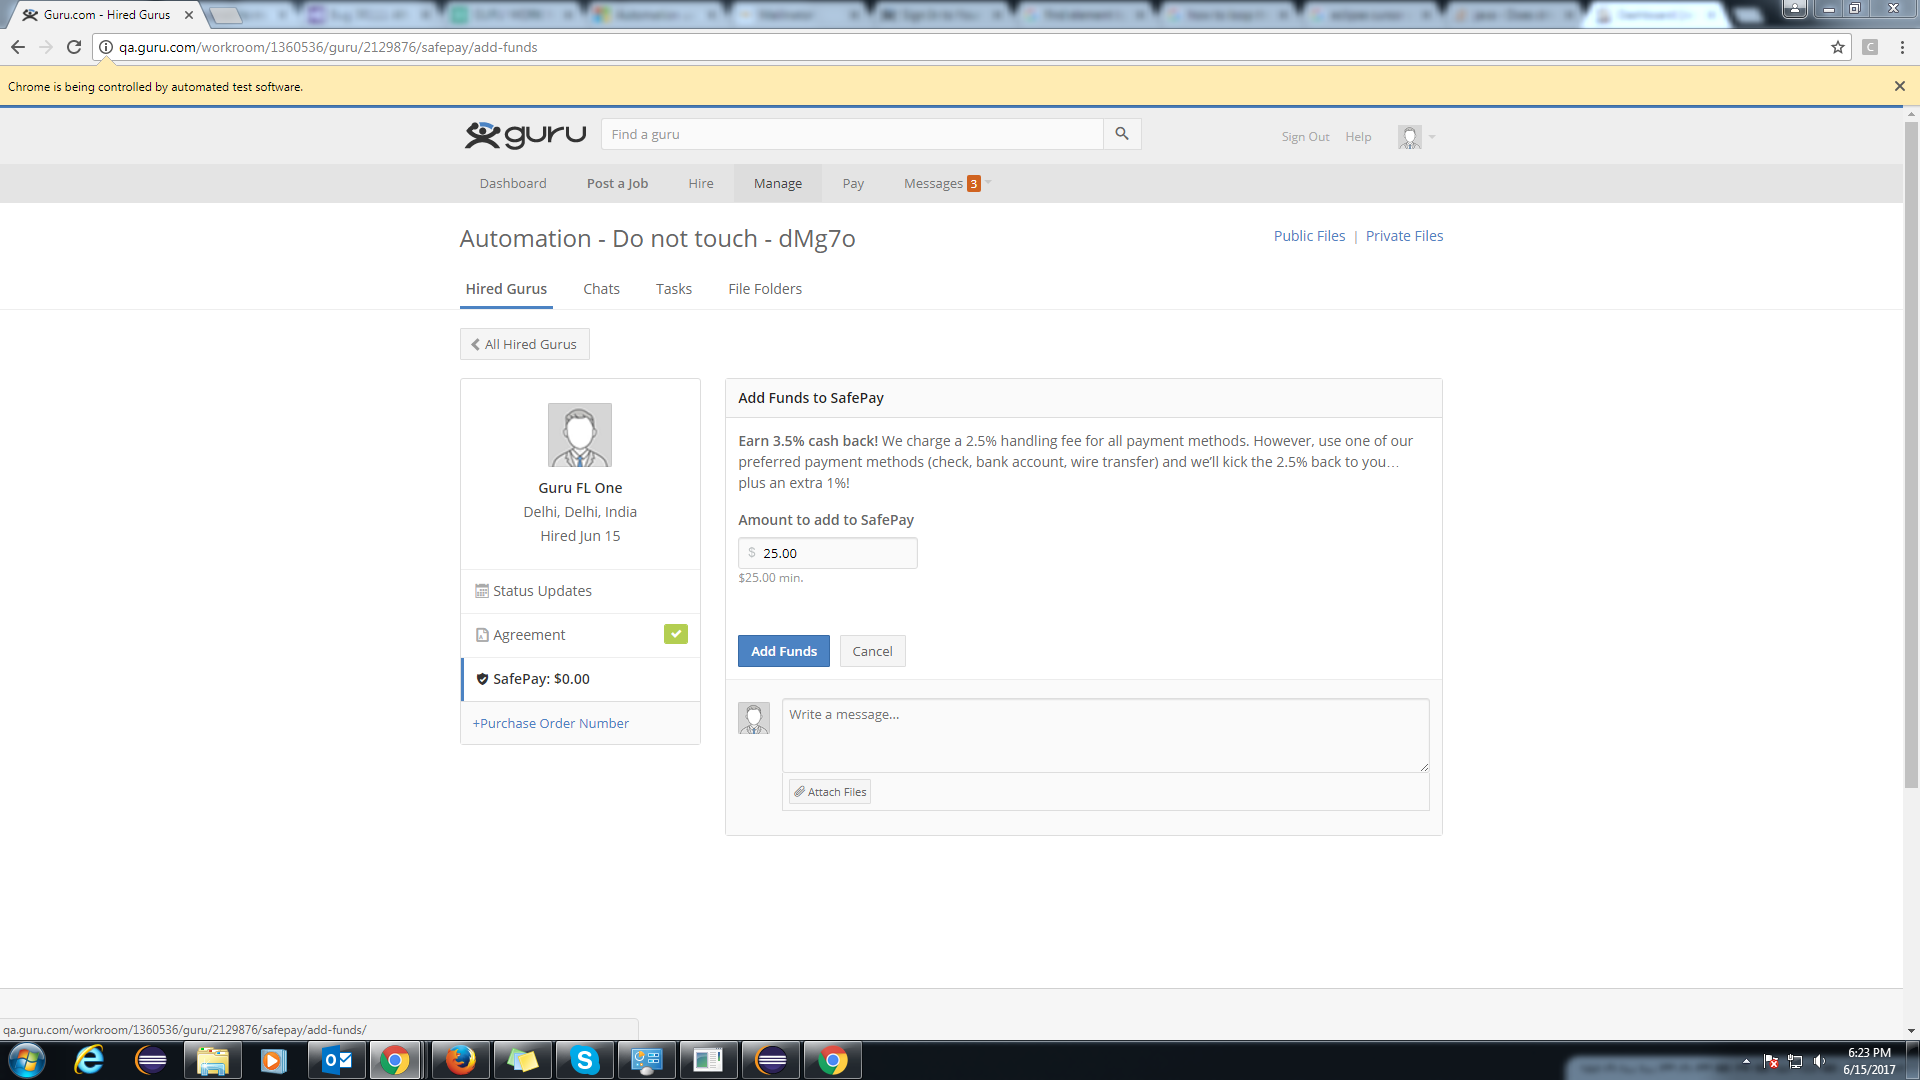 Guru.com - Hired Gurus
qa.guru.com/workroom/1360536/guru/2129876/safepay/add-funds
Chrome is being controlled by automated test software.
guru
Find a guru
Sign Out Help
Dashboard Post a Job Hire Manage Pay Messages 3
Automation - Do not touch - dMg7o
Public Files | Private Files
Hired Gurus Chats Tasks File Folders
All Hired Gurus
Guru FL One
Delhi, Delhi, India
Hired Jun 15
Status Updates
Agreement
SafePay: $0.00
+Purchase Order Number
Add Funds to SafePay
Earn 3.5% cash back! We charge a 2.5% handling fee for all payment methods. However, use one of our
preferred payment methods (check, bank account, wire transfer) and we'll kick the 2.5% back to you…
plus an extra 1%!
Amount to add to SafePay
$ 25.00
$25.00 min.
Add Funds Cancel
Write a message...
Attach Files
qa.guru.com/workroom/1360536/guru/2129876/safepay/add-funds/
6:23 PM
6/15/2017